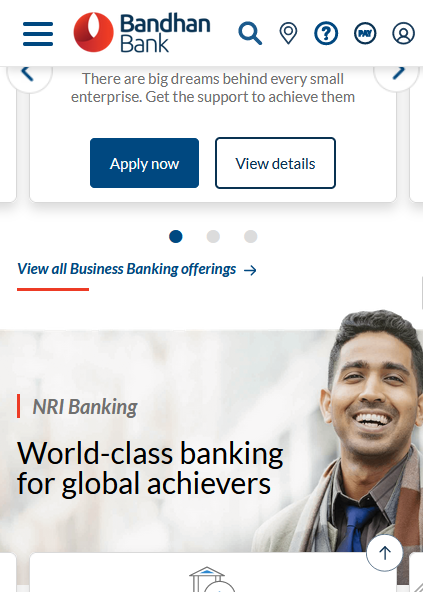 Bandhan
Bank
PAY
There are big dreams behind every small
enterprise. Get the support to achieve them
Apply now
View details
View all Business Banking offerings
NRI Banking
World-class banking
for global achievers